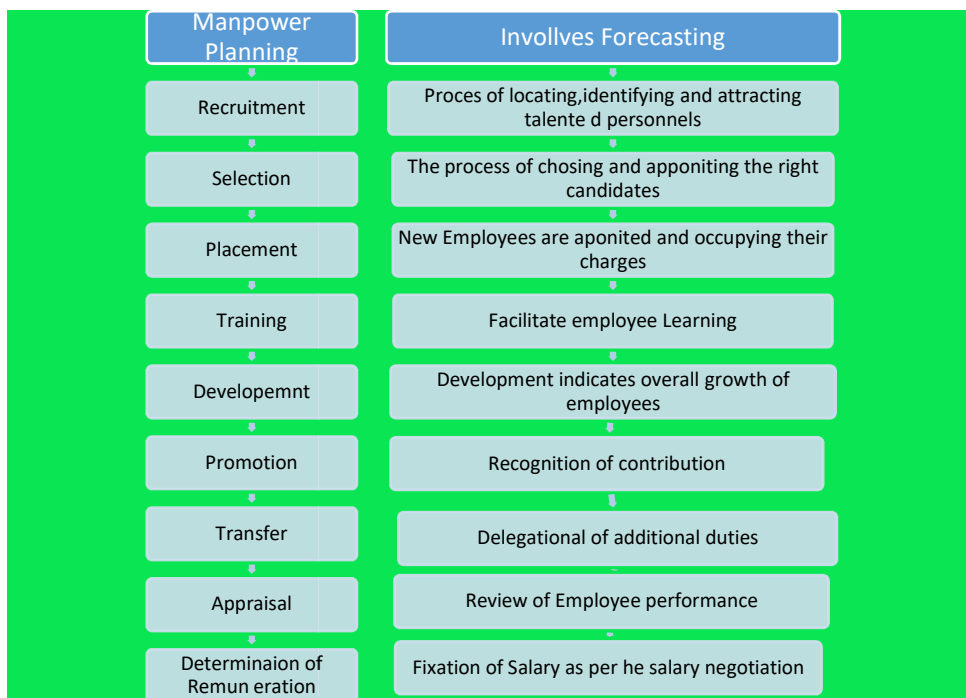 Manpower
Planning
Invollves Forecasting
Recruitment
Proces of locating,identifying and attracting
talente d personnels
Selection
The process of chosing and apponiting the right
candidates
Placement
New Employees are aponited and occupying their
charges
Training
Facilitate employee Learning
Developemnt
Development indicates overall growth of
employees
Promotion
Recognition of contribution
Transfer
Delegational of additional duties
Appraisal
Review of Employee performance
Determinaion of
Remun eration
Fixation of Salary as per he salary negotiation